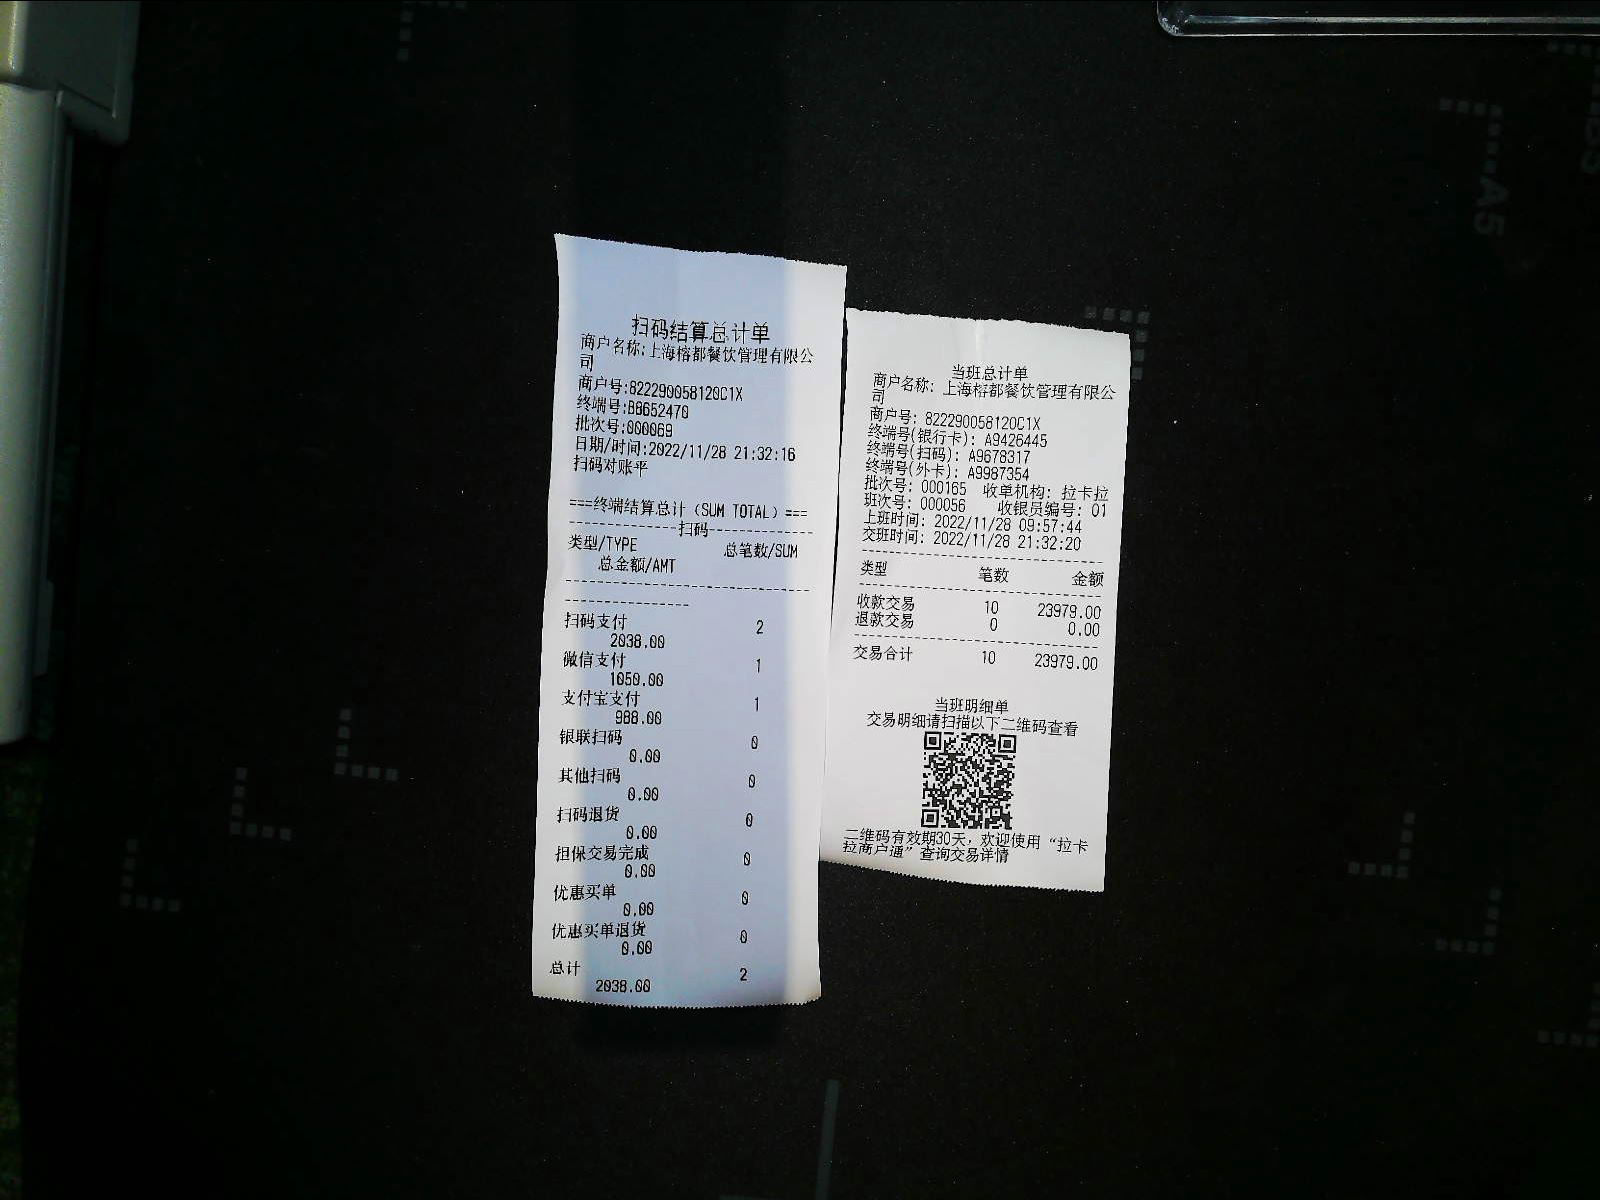 扫码结算总计单
商户名称:上海榕都餐饮管理有限公
司
商户号:822290058120C1X
终端号:B8652470
批次号:000069
日期/时间:2022/11/28 21:32:16
扫码对账平
===终端结算总计（SUM TOTAL）===
---------------扫码---------------
类型/TYPE 总笔数/SUM
总金额/AMT
扫码支付 2
2038.00
微信支付 1
1050.00
支付宝支付 1
988.00
银联扫码 0
0.00
其他扫码 0
0.00
扫码退货 0
0.00
担保交易完成 0
0.00
优惠买单 0
0.00
优惠买单退货 0
0.00
总计 2
2038.00
当班总计单
商户名称: 上海榕都餐饮管理有限公
司
商户号: 822290058120C1X
终端号(银行卡): A9426445
终端号(扫码): A9678317
终端号(外卡): A9987354
批次号: 000165 收单机构: 拉卡拉
班次号: 000056 收银员编号: 01
上班时间: 2022/11/28 09:57:44
交班时间: 2022/11/28 21:32:20
类型 笔数 金额
收款交易 10 23979.00
退款交易 0 0.00
交易合计 10 23979.00
当班明细单
交易明细请扫描以下二维码查看
二维码有效期30天，欢迎使用“拉卡
拉商户通”查询交易详情
A5